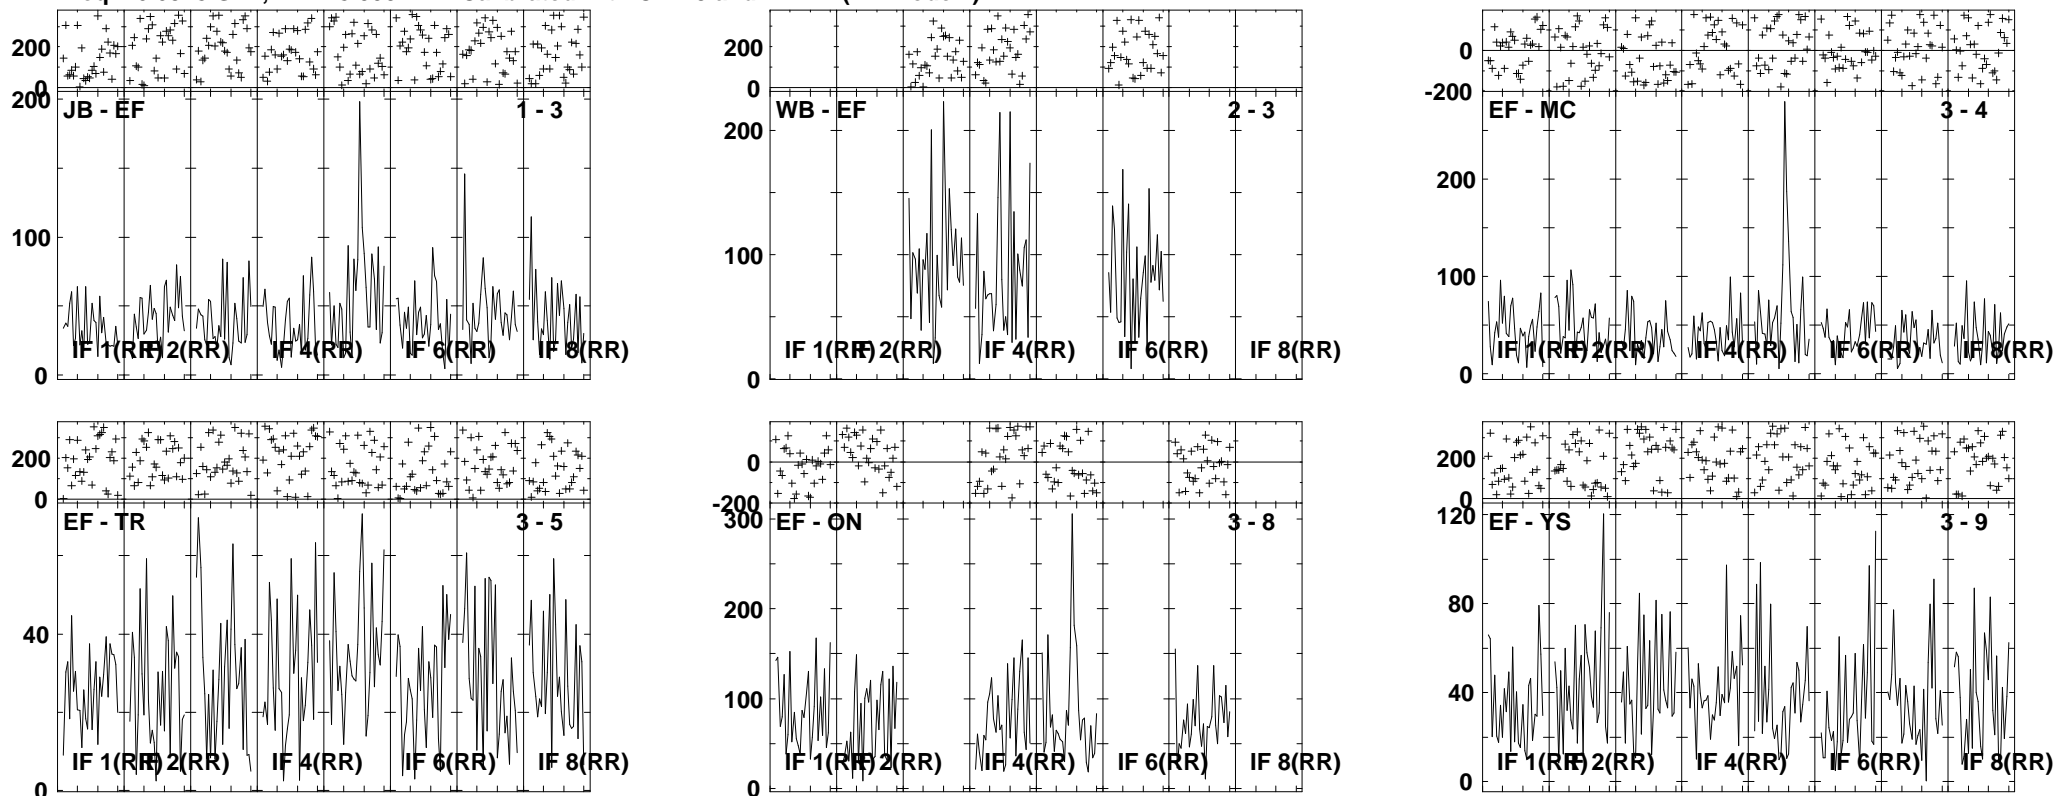 200
0
200
100
0
JB - EF
1 - 3
IF 1(RR)
IF 2(RR)
IF 4(RR)
IF 6(RR)
IF 8(RR)
200
0
200
100
0
WB - EF
2 - 3
IF 1(RR)
IF 2(RR)
IF 4(RR)
IF 6(RR)
IF 8(RR)
0
-200
200
100
0
EF - MC
3 - 4
IF 1(RR)
IF 2(RR)
IF 4(RR)
IF 6(RR)
IF 8(RR)
200
0
40
0
EF - TR
3 - 5
IF 1(RR)
IF 2(RR)
IF 4(RR)
IF 6(RR)
IF 8(RR)
0
-200
300
200
100
0
EF - ON
3 - 8
IF 1(RR)
IF 2(RR)
IF 4(RR)
IF 6(RR)
IF 8(RR)
200
0
120
80
40
0
EF - YS
3 - 9
IF 1(RR)
IF 2(RR)
IF 4(RR)
IF 6(RR)
IF 8(RR)